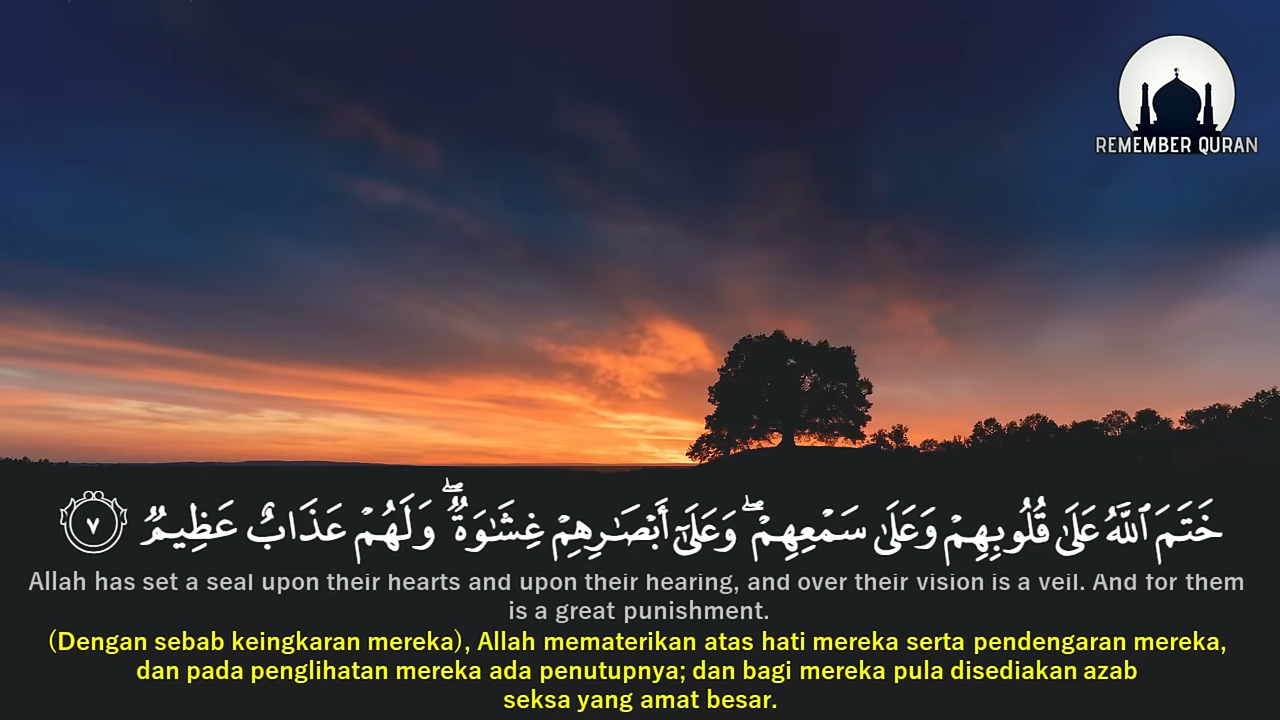 REMEMBER QURAN
خَتَمَ ٱللَّهُ عَلَىٰ قُلُوبِهِمْ وَعَلَىٰ سَمْعِهِمْ ۖ وَعَلَىٰٓ أَبْصَـٰرِهِمْ غِشَـٰوَةٌ ۖ وَلَهُمْ عَذَابٌ عَظِيمٌ ٧
Allah has set a seal upon their hearts and upon their hearing, and over their vision is a veil. And for them
is a great punishment.
(Dengan sebab keingkaran mereka), Allah mematerikan atas hati mereka serta pendengaran mereka,
dan pada penglihatan mereka ada penutupnya; dan bagi mereka pula disediakan azab
seksa yang amat besar.